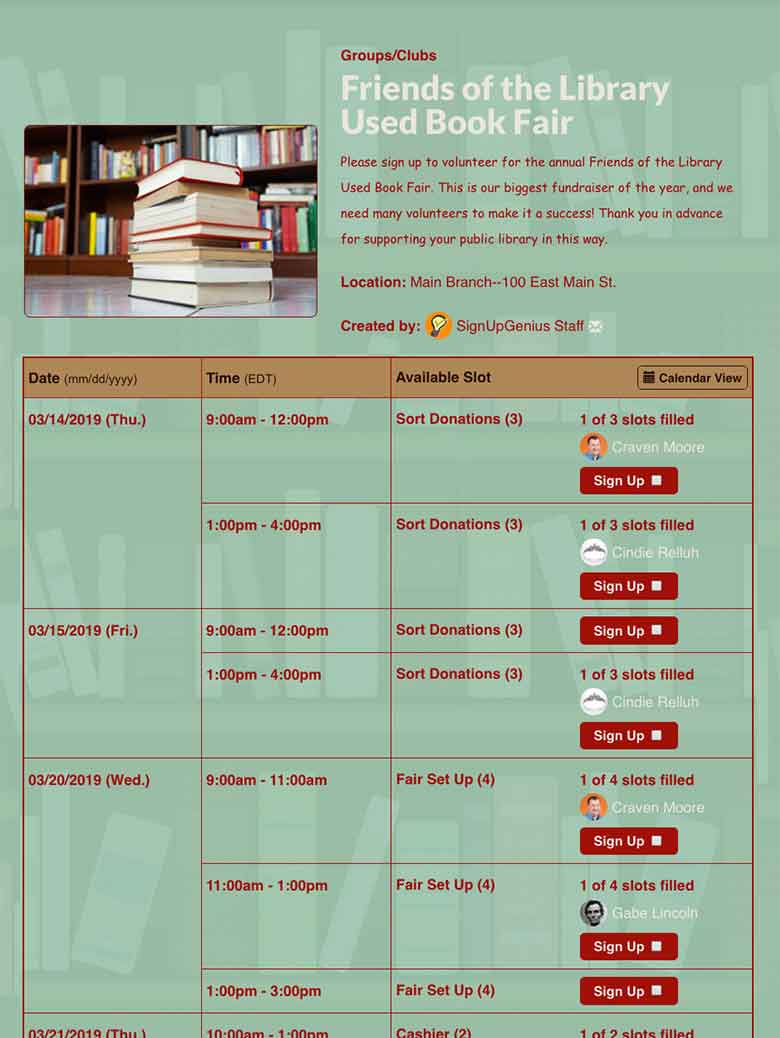 Groups/Clubs
Friends of the Library
Used Book Fair
Please sign up to volunteer for the annual Friends of the Library
Used Book Fair. This is our biggest fundraiser of the year, and we
need many volunteers to make it a success! Thank you in advance
for supporting your public library in this way.
Location: Main Branch--100 East Main St.
Created by: SignUpGenius Staff
Date (mm/dd/yyyy) Time (EDT) Available Slot Calendar View
03/14/2019 (Thu.) 9:00am - 12:00pm Sort Donations (3) 1 of 3 slots filled
Craven Moore
Sign Up
1:00pm - 4:00pm Sort Donations (3) 1 of 3 slots filled
Cindie Relluh
Sign Up
03/15/2019 (Fri.) 9:00am - 12:00pm Sort Donations (3) Sign Up
1:00pm - 4:00pm Sort Donations (3) 1 of 3 slots filled
Cindie Relluh
Sign Up
03/20/2019 (Wed.) 9:00am - 11:00am Fair Set Up (4) 1 of 4 slots filled
Craven Moore
Sign Up
11:00am - 1:00pm Fair Set Up (4) 1 of 4 slots filled
Gabe Lincoln
Sign Up
1:00pm - 3:00pm Fair Set Up (4) Sign Up
03/21/2019 (Thu.) 10:00am - 1:00pm Cashier (2) 1 of 2 slots filled